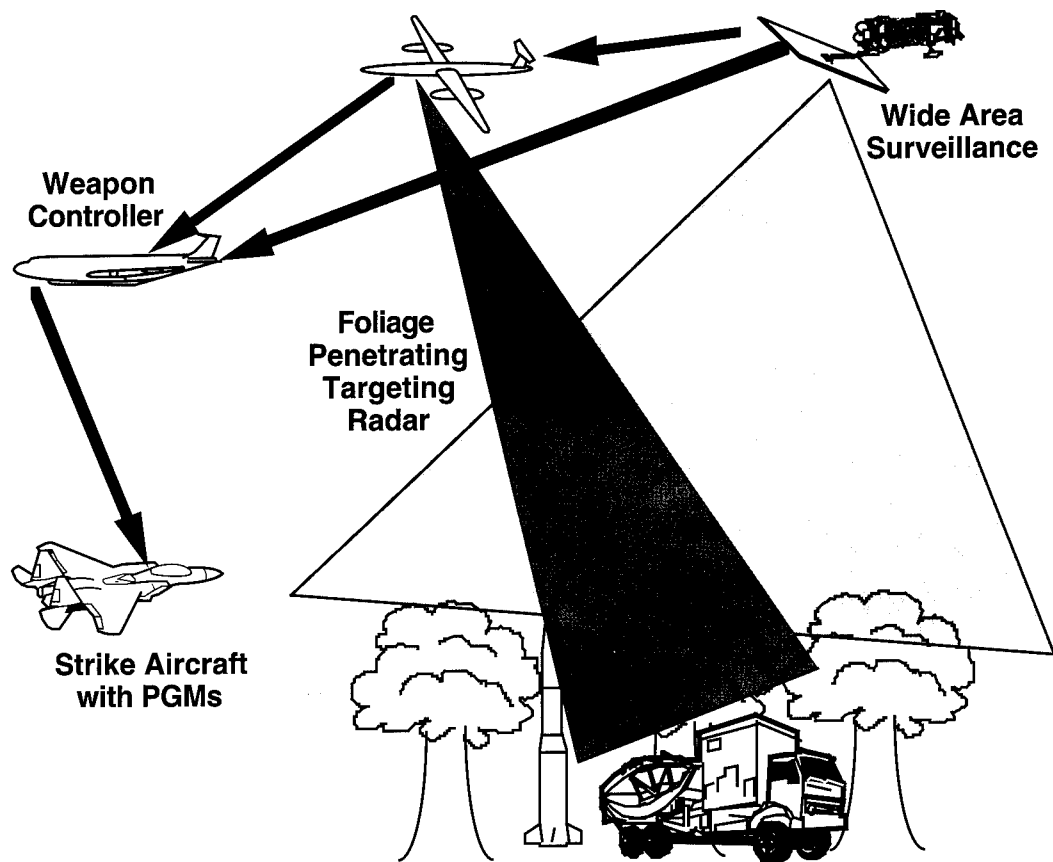 Wide Area
Surveillance
Weapon
Controller
Foliage
Penetrating
Targeting
Radar
Strike Aircraft
with PGMs